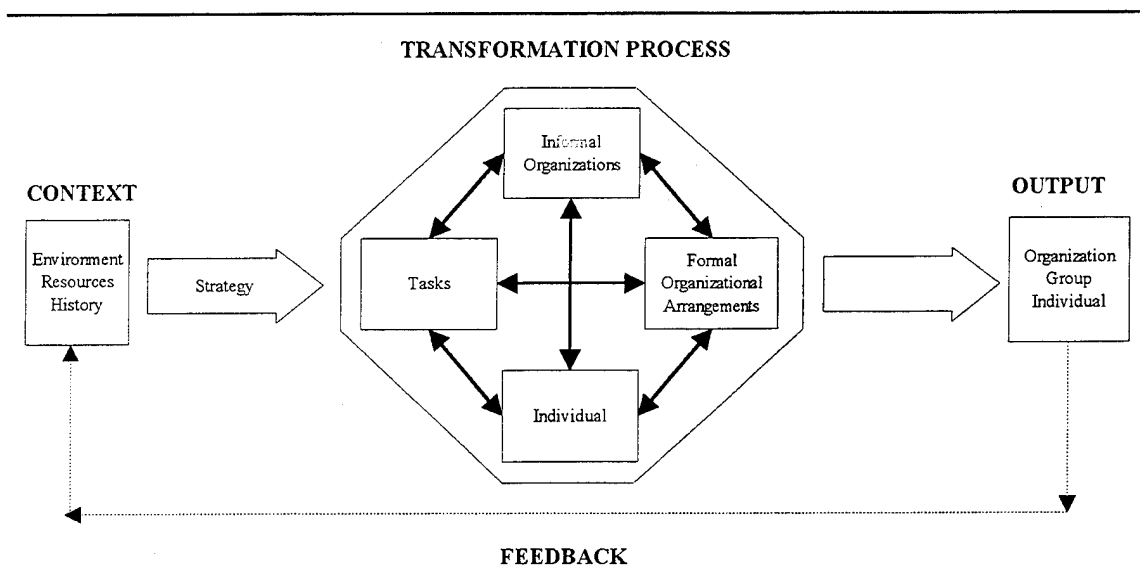 TRANSFORMATION PROCESS
Informal
Organizations
CONTEXT
Environment
Resources
History
Strategy
Tasks
Formal
Organizational
Arrangements
Individual
OUTPUT
Organization
Group
Individual
FEEDBACK